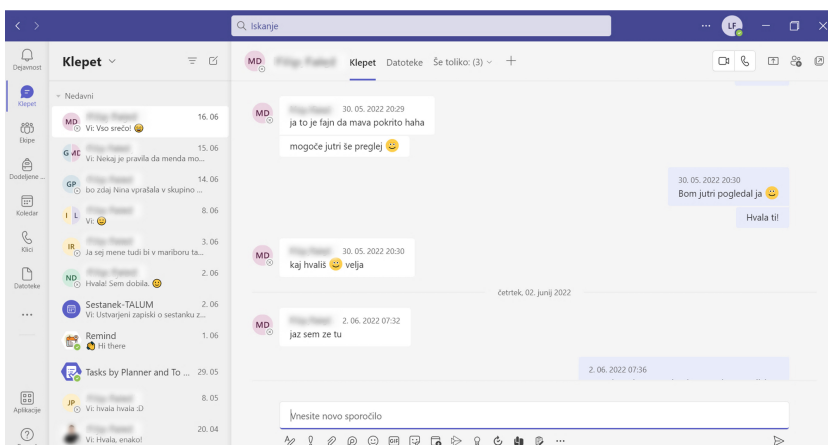 Iskanje
LF
Dejavnost
Klepet
Ekipe
Dodeljene ...
Koledar
Klici
Datoteke
Aplikacije
Klepet
Nedavni
MD
16. 06
Vi: Vso srečo! 😄
G MD
15. 06
Vi: Nekaj je pravila da menda mo...
GP
14. 06
bo zdaj Nina vprašala v skupino ...
I L
8. 06
Vi: 😄
IR
3. 06
Ja sej mene tudi bi v mariboru ta...
ND
2. 06
Hvala! Sem dobila. 🙂
Sestanek-TALUM 2. 06
Vi: Ustvarjeni zapiski o sestanku z...
Remind 1. 06
👋 Hi there
Tasks by Planner and To ... 29. 05
JP
8. 05
Vi: hvala hvala :D
20. 04
Vi: Hvala, enako!
MD
Klepet Datoteke Še toliko: (3)
MD
30. 05. 2022 20:29
ja to je fajn da mava pokrito haha
mogoče jutri še preglej 😀
30. 05. 2022 20:30
Bom jutri pogledal ja 😀
Hvala ti!
MD
30. 05. 2022 20:30
kaj hvališ 😀 velja
četrtek, 02. junij 2022
MD
2. 06. 2022 07:32
jaz sem ze tu
2. 06. 2022 07:36
Vnesite novo sporočilo
GIF